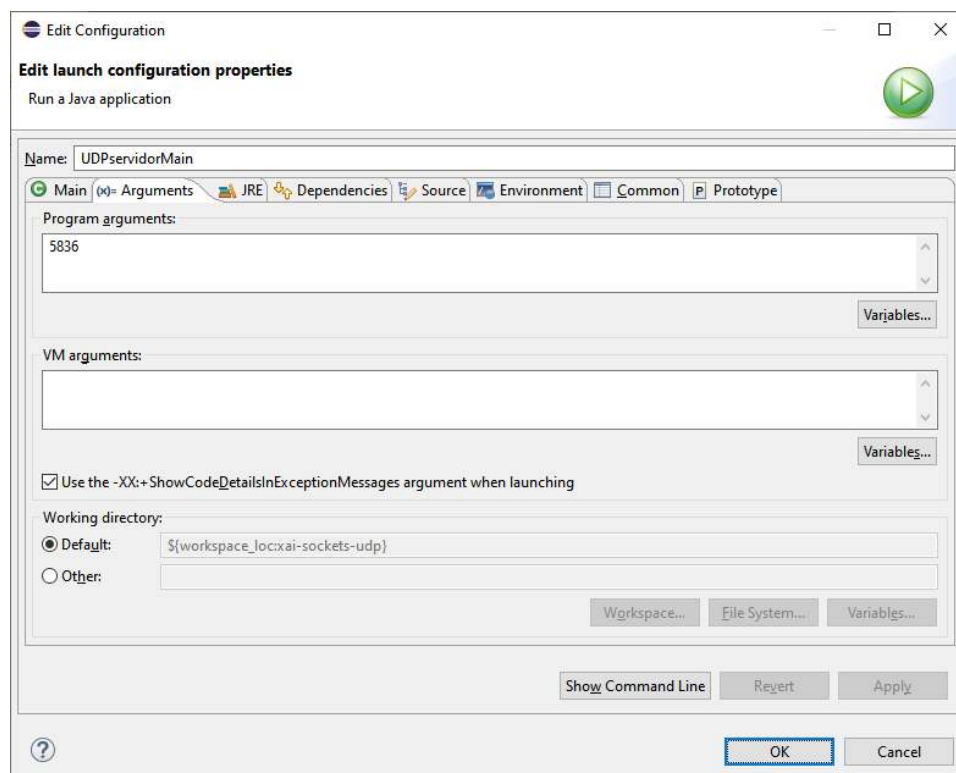 Edit Configuration
Edit launch configuration properties
Run a Java application
Name: UDPservidorMain
Main (x)= Arguments JRE Dependencies Source Environment Common P Prototype
Program arguments:
5836
Variables...
VM arguments:
Variables...
Use the -XX:+ShowCodeDetailsInExceptionMessages argument when launching
Working directory:
Default: ${workspace_loc:xai-sockets-udp}
Other:
Workspace... File System... Variables...
Show Command Line Revert Apply
? OK Cancel